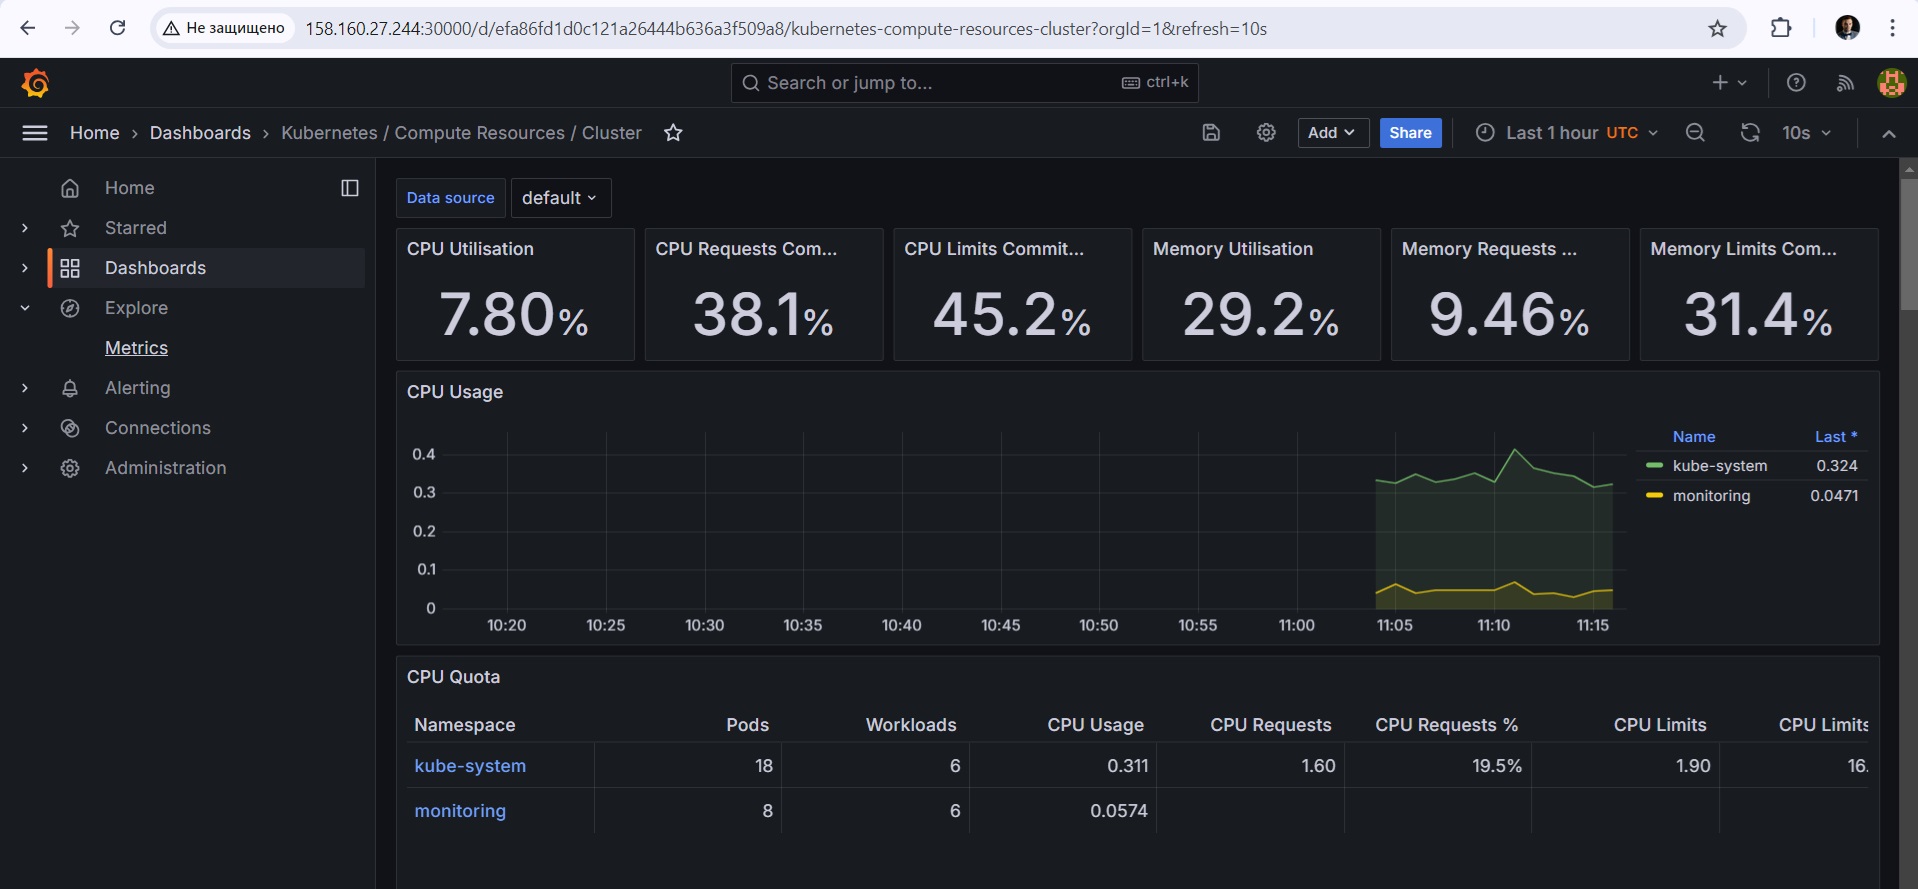 Не защищено 158.160.27.244:30000/d/efa86fd1d0c121a26444b636a3f509a8/kubernetes-compute-resources-cluster?orgId=1&refresh=10s
Search or jump to... ctrl+k
Home › Dashboards › Kubernetes / Compute Resources / Cluster Add Share Last 1 hour UTC 10s
Home
Starred
Dashboards
Explore
Metrics
Alerting
Connections
Administration
Data source default
CPU Utilisation
7.80%
CPU Requests Com...
38.1%
CPU Limits Commit...
45.2%
Memory Utilisation
29.2%
Memory Requests ...
9.46%
Memory Limits Com...
31.4%
CPU Usage
0.4
0.3
0.2
0.1
0
10:20 10:25 10:30 10:35 10:40 10:45 10:50 10:55 11:00 11:05 11:10 11:15
Name Last *
kube-system 0.324
monitoring 0.0471
CPU Quota
Namespace Pods Workloads CPU Usage CPU Requests CPU Requests % CPU Limits CPU Limits
kube-system 18 6 0.311 1.60 19.5% 1.90 16.
monitoring 8 6 0.0574